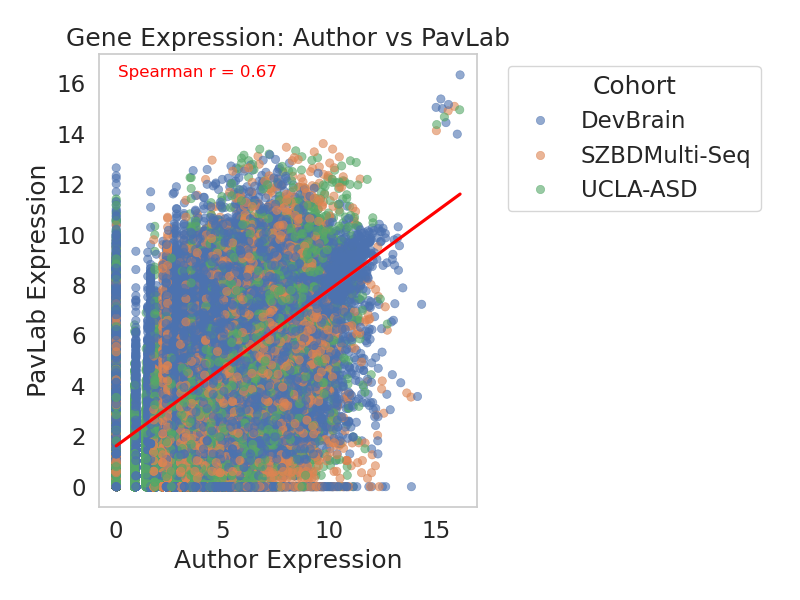 Gene Expression: Author vs PavLab
Spearman r = 0.67
16
14
12
10
8
6
4
2
0
PavLab Expression
0 5 10 15
Author Expression
Cohort
DevBrain
SZBDMulti-Seq
UCLA-ASD